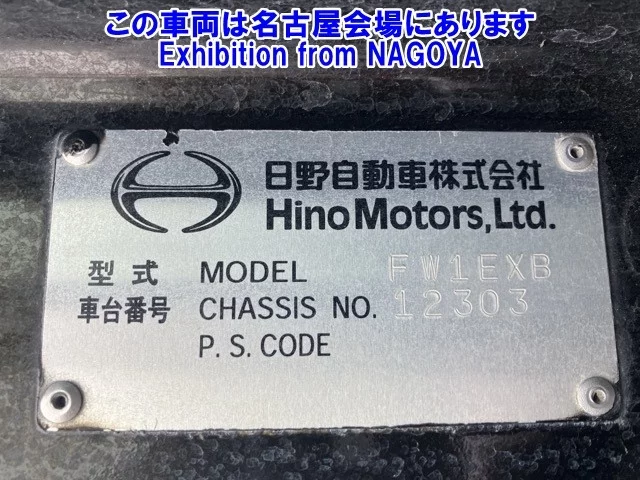 この車両は名古屋会場にあります
Exhibition from NAGOYA
日野自動車株式会社
Hino Motors, Ltd.
型式 MODEL FW1EXB
車台番号 CHASSIS NO. 12303
P. S. CODE